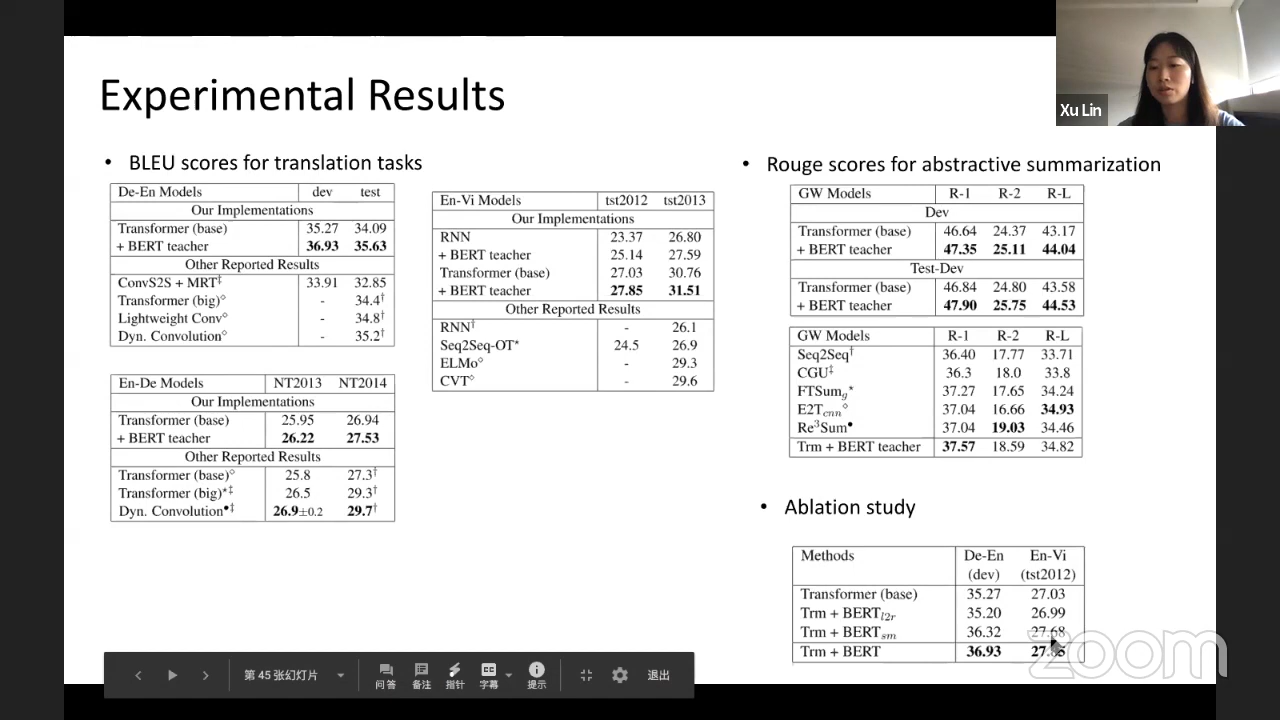 Experimental Results
Xu Lin
• BLEU scores for translation tasks
De-En Models dev test
Our Implementations
Transformer (base) 35.27 34.09
+ BERT teacher 36.93 35.63
Other Reported Results
ConvS2S + MRT‡ 33.91 32.85
Transformer (big)◇ - 34.4†
Lightweight Conv◇ - 34.8†
Dyn. Convolution◇ - 35.2†
En-De Models NT2013 NT2014
Our Implementations
Transformer (base) 25.95 26.94
+ BERT teacher 26.22 27.53
Other Reported Results
Transformer (base)◇ 25.8 27.3†
Transformer (big)⋆‡ 26.5 29.3†
Dyn. Convolution•‡ 26.9±0.2 29.7†
En-Vi Models tst2012 tst2013
Our Implementations
RNN 23.37 26.80
+ BERT teacher 25.14 27.59
Transformer (base) 27.03 30.76
+ BERT teacher 27.85 31.51
Other Reported Results
RNN† - 26.1
Seq2Seq-OT⋆ 24.5 26.9
ELMo◇ - 29.3
CVT◇ - 29.6
• Rouge scores for abstractive summarization
GW Models R-1 R-2 R-L
Dev
Transformer (base) 46.64 24.37 43.17
+ BERT teacher 47.35 25.11 44.04
Test-Dev
Transformer (base) 46.84 24.80 43.58
+ BERT teacher 47.90 25.75 44.53
GW Models R-1 R-2 R-L
Seq2Seq† 36.40 17.77 33.71
CGU‡ 36.3 18.0 33.8
FTSum_g⋆ 37.27 17.65 34.24
E2T_cnn◇ 37.04 16.66 34.93
Re³Sum• 37.04 19.03 34.46
Trm + BERT teacher 37.57 18.59 34.82
• Ablation study
Methods De-En En-Vi
(dev) (tst2012)
Transformer (base) 35.27 27.03
Trm + BERT_l2r 35.20 26.99
Trm + BERT_sm 36.32 27.68
Trm + BERT 36.93
zoom
第 45 张幻灯片
问答 备注 指针 字幕 提示 退出